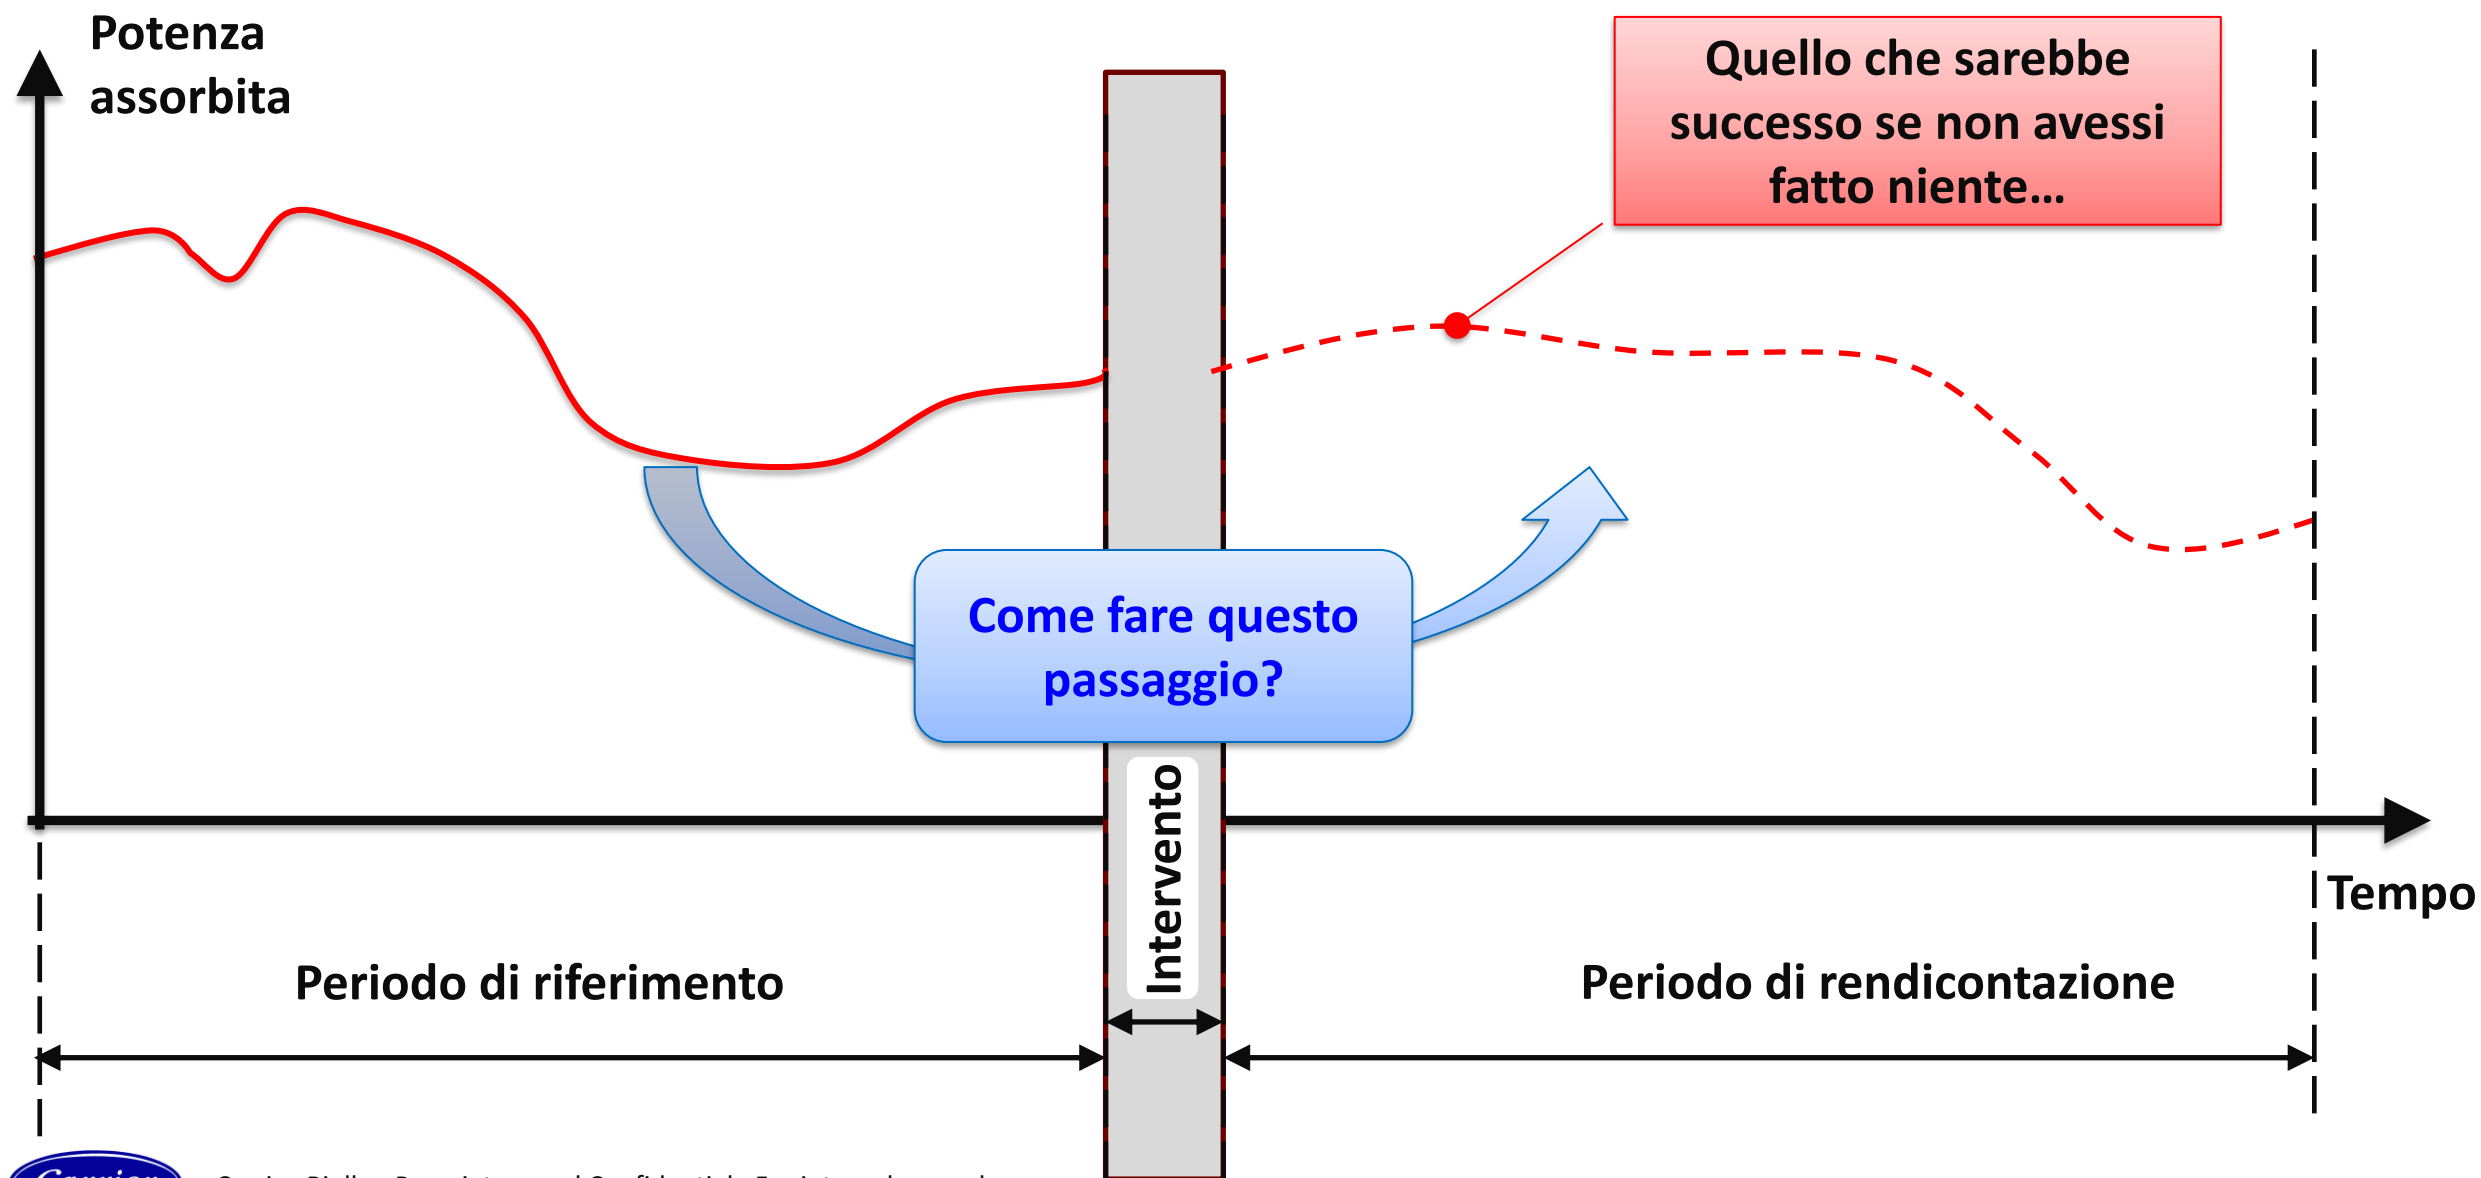 Potenza
assorbita
Quello che sarebbe
successo se non avessi
fatto niente...
Come fare questo
passaggio?
Intervento
Tempo
Periodo di riferimento
Periodo di rendicontazione